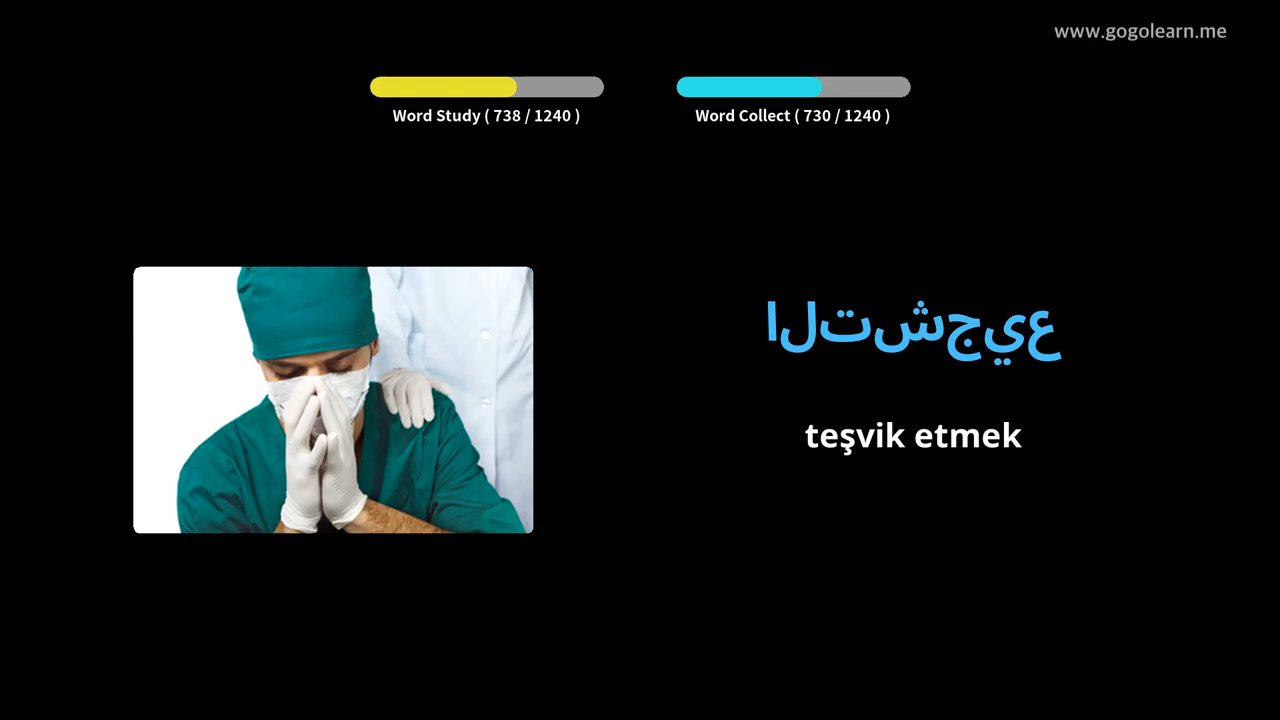 www.gogolearn.me
Word Study ( 738 / 1240 )
Word Collect ( 730 / 1240 )
التشجيع
teşvik etmek